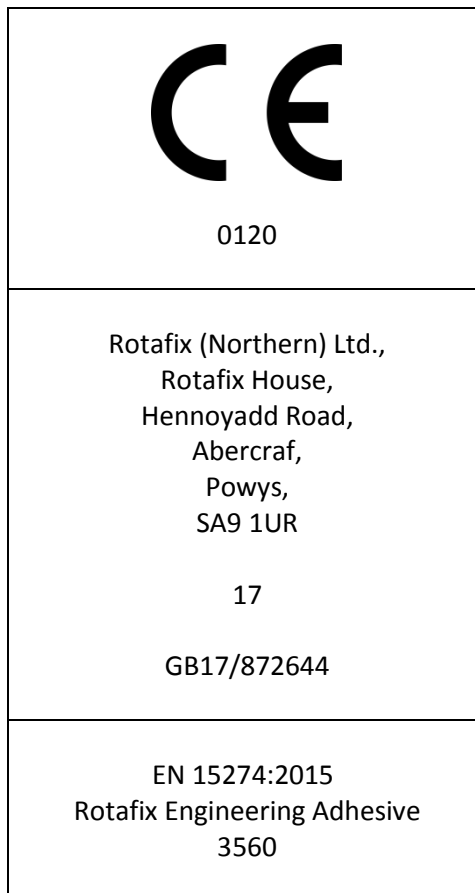 CE
0120
Rotafix (Northern) Ltd.,
Rotafix House,
Hennoyadd Road,
Abercraf,
Powys,
SA9 1UR
17
GB17/872644
EN 15274:2015
Rotafix Engineering Adhesive
3560